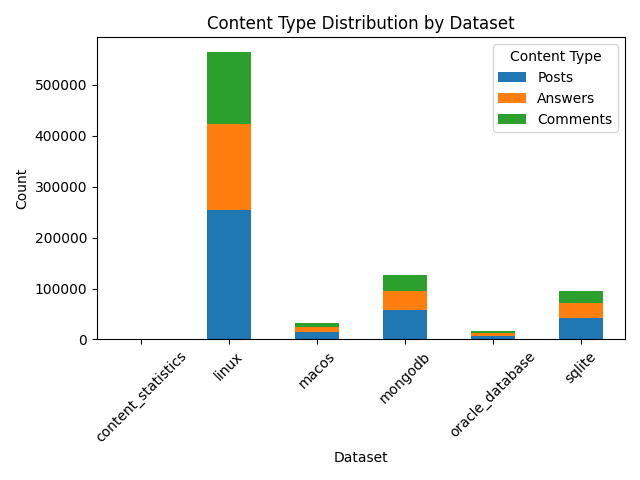 Content Type Distribution by Dataset
Content Type
Posts
Answers
Comments
Count
500000
400000
300000
200000
100000
0
content_statistics
linux
macos
mongodb
oracle_database
sqlite
Dataset